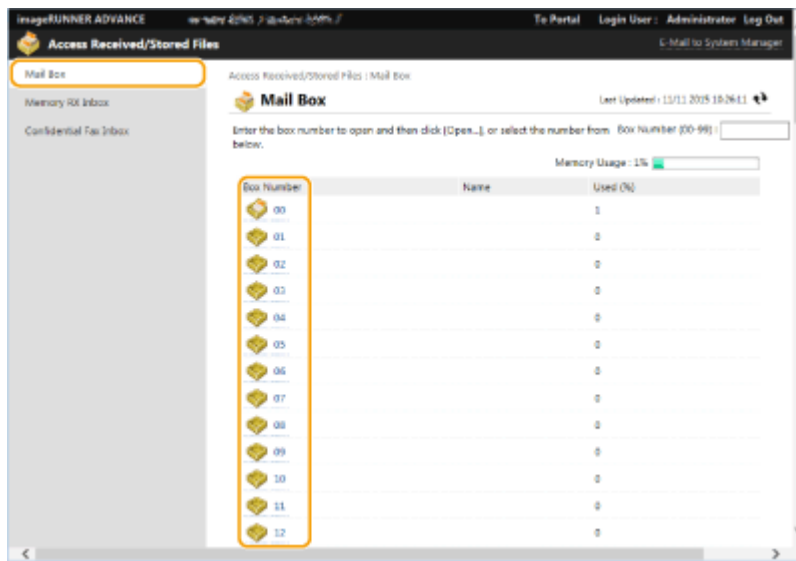 imageRUNNER ADVANCE To Portal Login User : Administrator Log Out
Access Received/Stored Files E-Mail to System Manager
Mail Box
Memory RX Inbox
Confidential Fax Inbox
Access Received/Stored Files : Mail Box
Mail Box Last Updated : 11/11 2015 10:26:11
Enter the box number to open and then click [Open...], or select the number from below. Box Number (00-99) :
Memory Usage : 1%
Box Number Name Used (%)
00 1
01 0
02 0
03 0
04 0
05 0
06 0
07 0
08 0
09 0
10 0
11 0
12 0